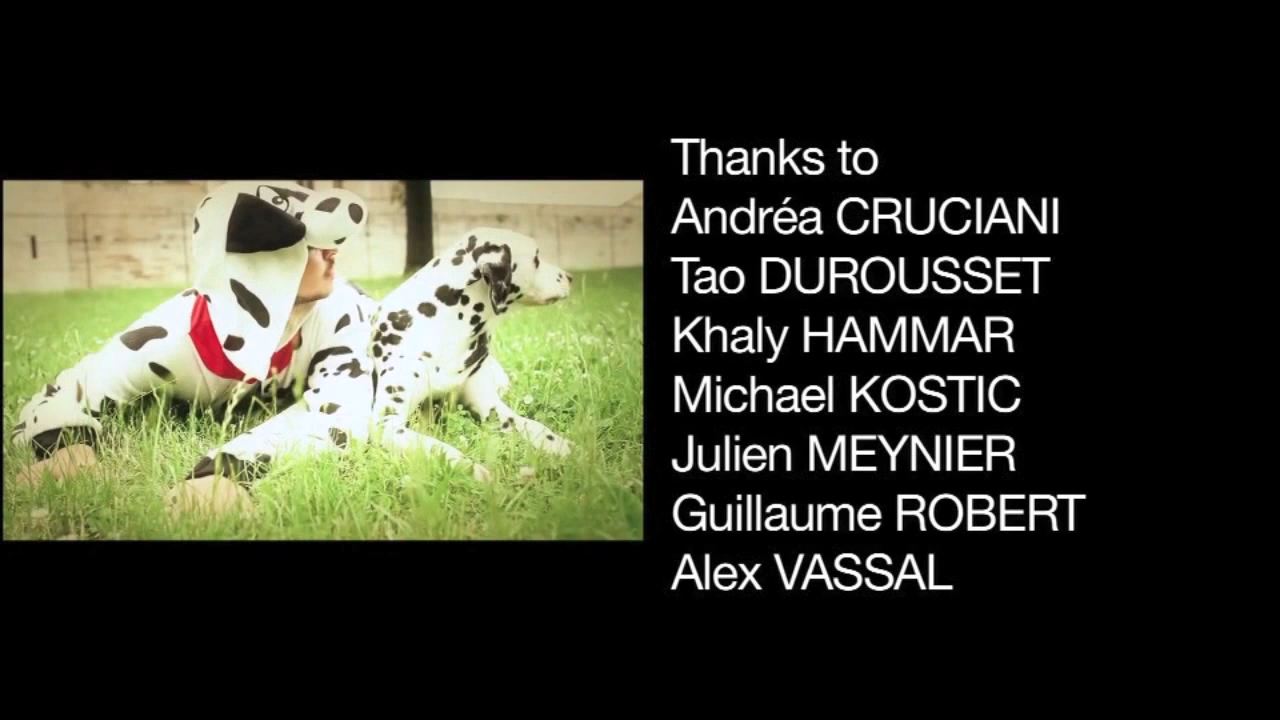 Thanks to
Andréa CRUCIANI
Tao DUROUSSET
Khaly HAMMAR
Michael KOSTIC
Julien MEYNIER
Guillaume ROBERT
Alex VASSAL